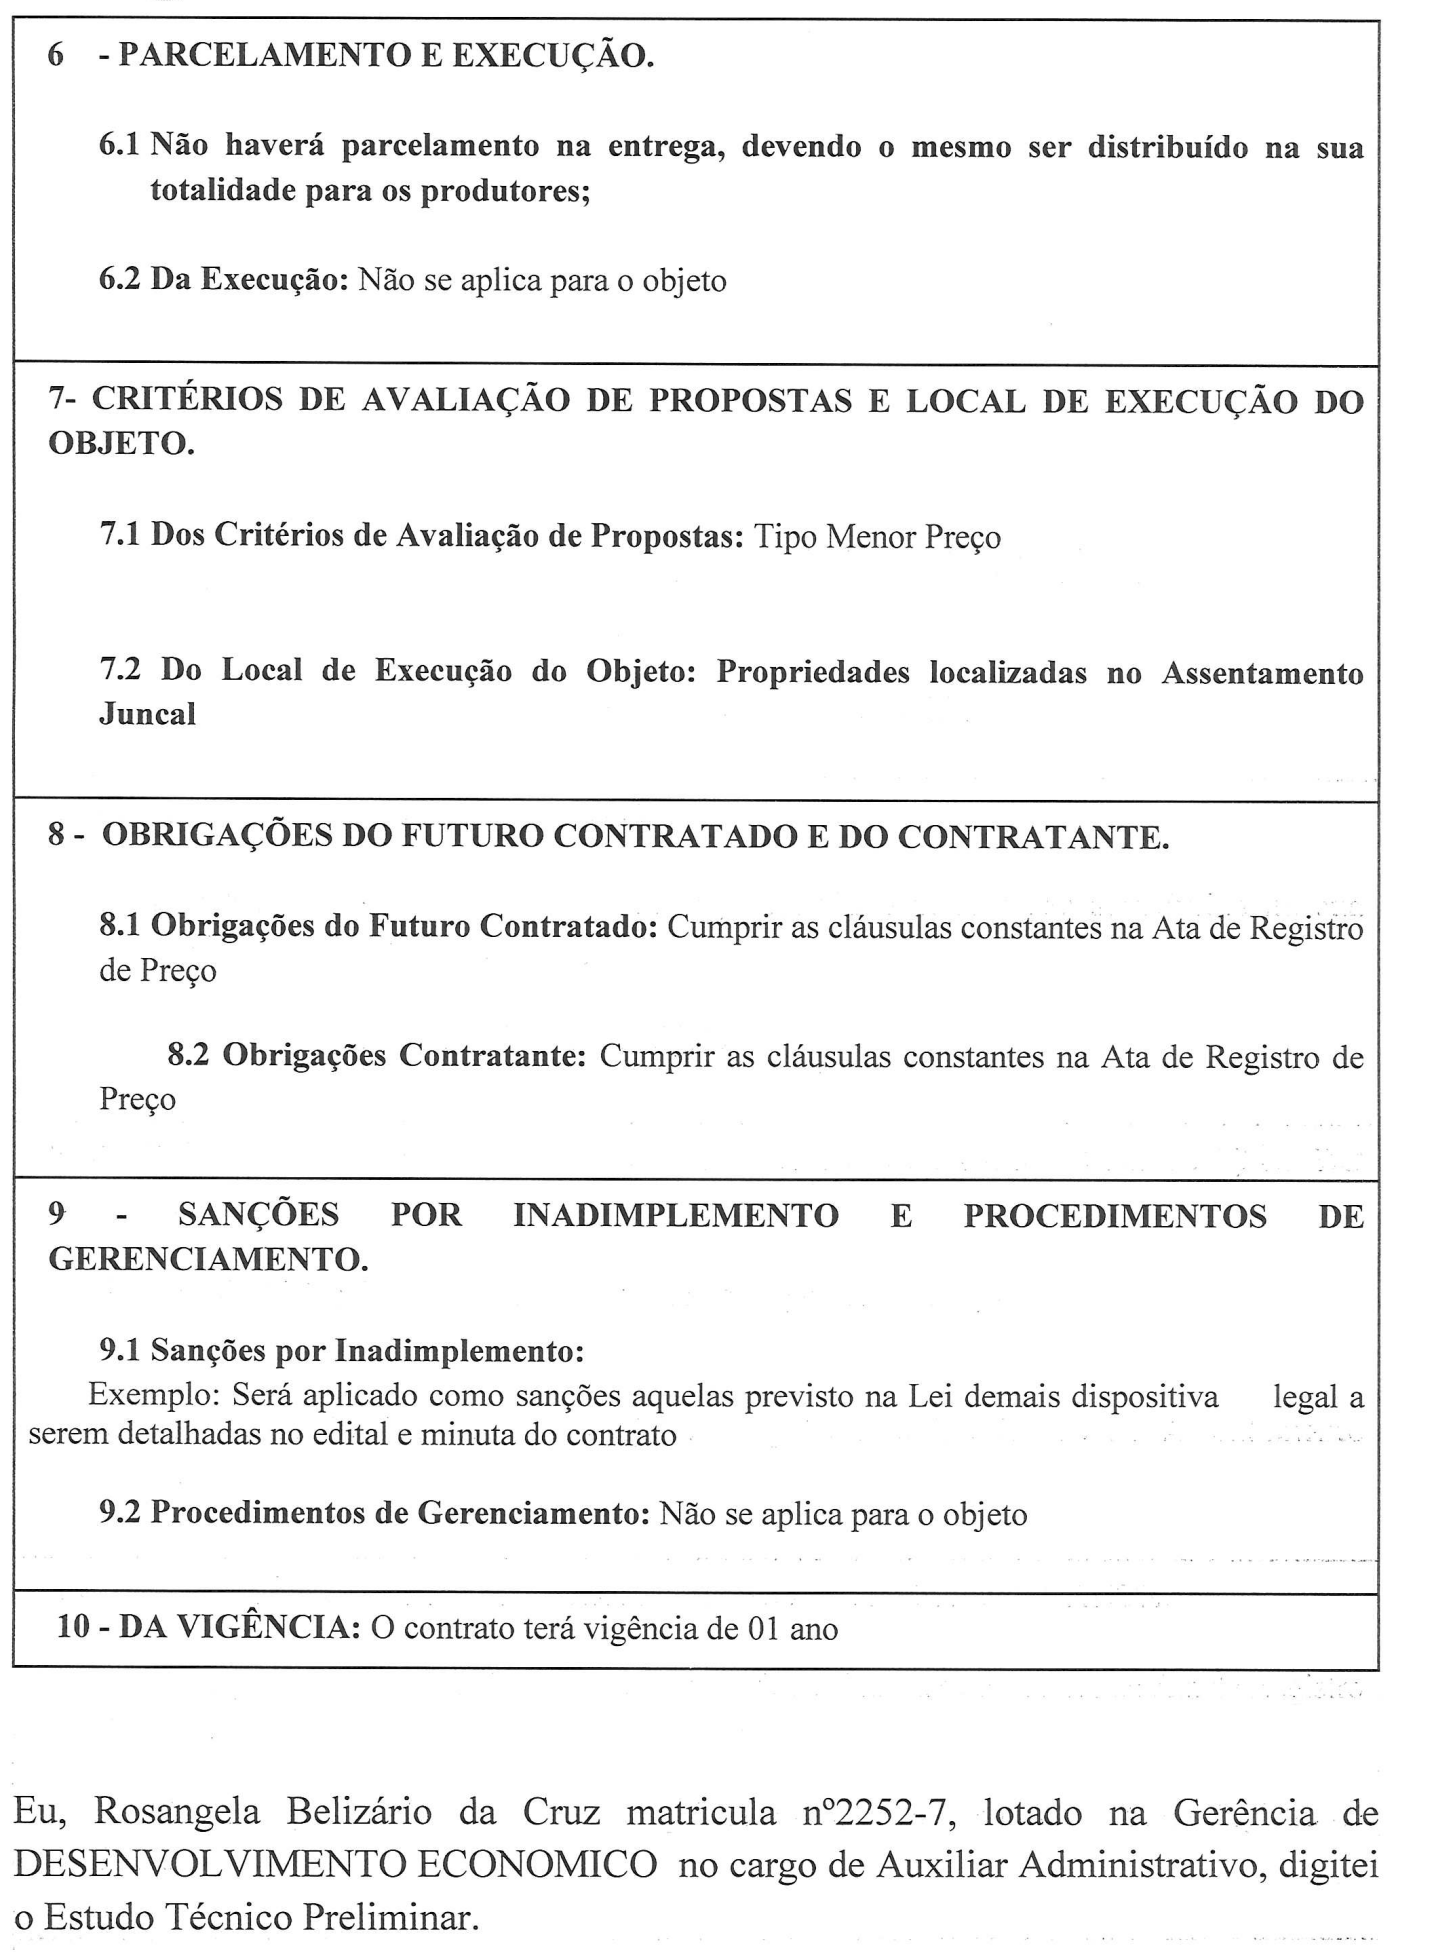 6 - PARCELAMENTO E EXECUÇÃO.
6.1 Não haverá parcelamento na entrega, devendo o mesmo ser distribuído na sua
totalidade para os produtores;
6.2 Da Execução: Não se aplica para o objeto
7- CRITÉRIOS DE AVALIAÇÃO DE PROPOSTAS E LOCAL DE EXECUÇÃO DO
OBJETO.
7.1 Dos Critérios de Avaliação de Propostas: Tipo Menor Preço
7.2 Do Local de Execução do Objeto: Propriedades localizadas no Assentamento
Juncal
8 - OBRIGAÇÕES DO FUTURO CONTRATADO E DO CONTRATANTE.
8.1 Obrigações do Futuro Contratado: Cumprir as cláusulas constantes na Ata de Registro
de Preço
8.2 Obrigações Contratante: Cumprir as cláusulas constantes na Ata de Registro de
Preço
9 - SANÇÕES POR INADIMPLEMENTO E PROCEDIMENTOS DE
GERENCIAMENTO.
9.1 Sanções por Inadimplemento:
Exemplo: Será aplicado como sanções aquelas previsto na Lei demais dispositiva legal a
serem detalhadas no edital e minuta do contrato
9.2 Procedimentos de Gerenciamento: Não se aplica para o objeto
10 - DA VIGÊNCIA: O contrato terá vigência de 01 ano
Eu, Rosangela Belizário da Cruz matricula nº2252-7, lotado na Gerência de
DESENVOLVIMENTO ECONOMICO no cargo de Auxiliar Administrativo, digitei
o Estudo Técnico Preliminar.